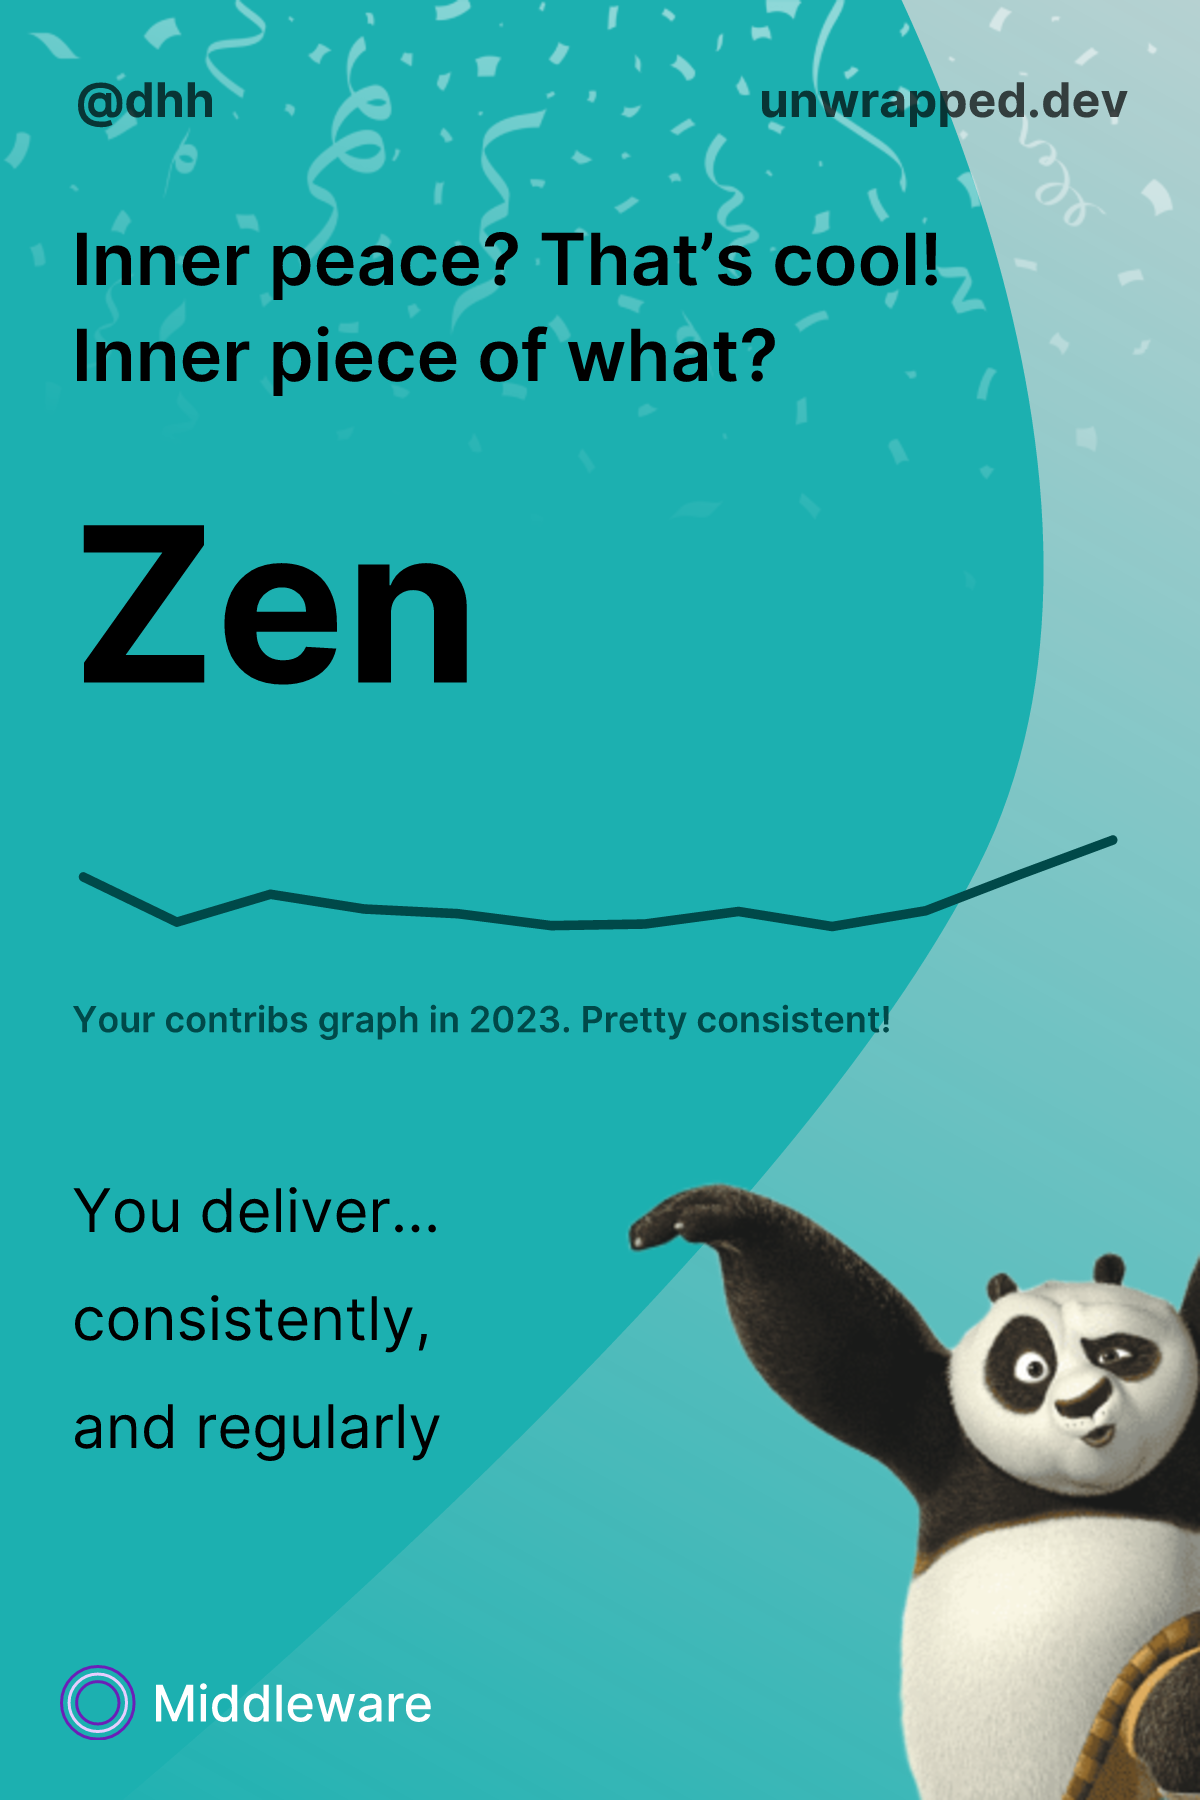 @dhh
unwrapped.dev
Inner peace? That’s cool!
Inner piece of what?
Zen
Your contribs graph in 2023. Pretty consistent!
You deliver...
consistently,
and regularly
Middleware